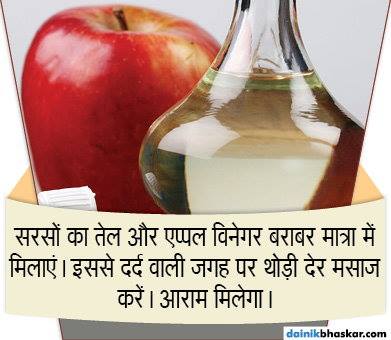 सरसों का तेल और एप्पल विनेगर बराबर मात्रा में
मिलाएं। इससे दर्द वाली जगह पर थोड़ी देर मसाज
करें। आराम मिलेगा।
dainikbhaskar.com